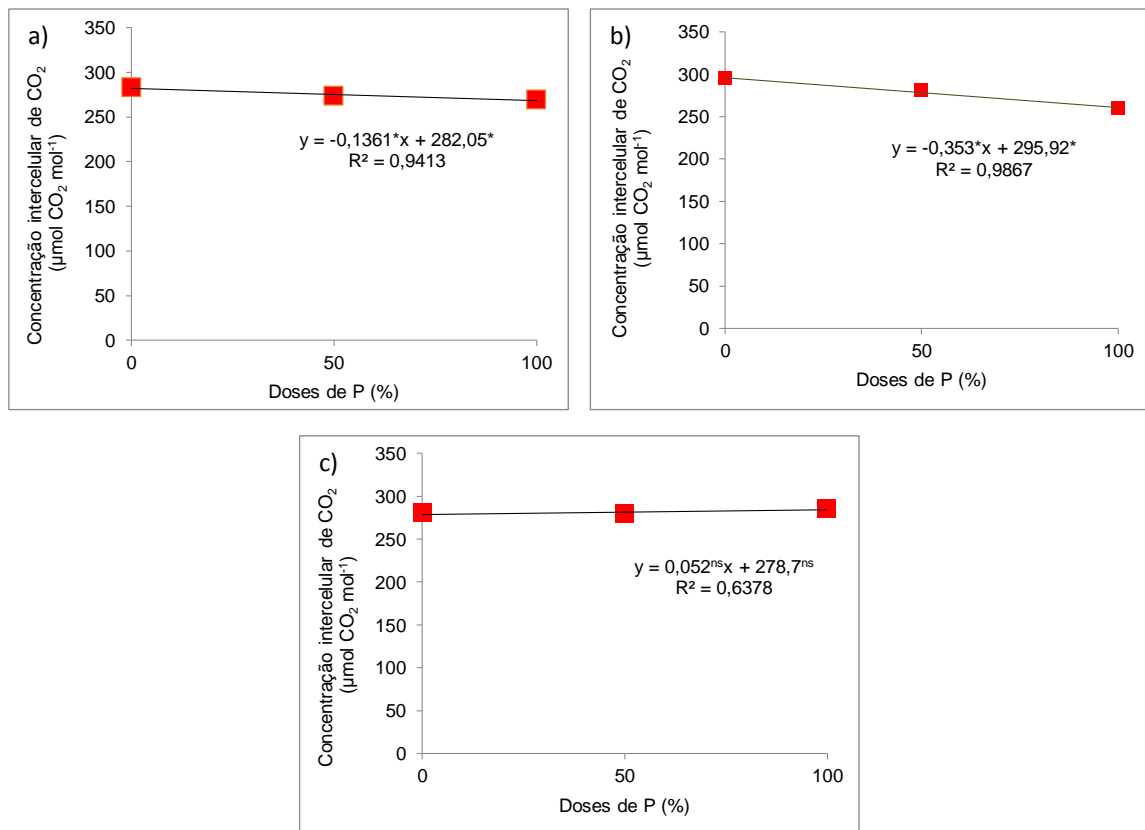 a)
Concentração intercelular de CO₂
(µmol CO₂ mol⁻¹)
350
300
250
200
150
100
50
0
y = -0,1361*x + 282,05*
R² = 0,9413
0
50
100
Doses de P (%)
b)
Concentração intercelular de CO₂
(µmol CO₂ mol⁻¹)
350
300
250
200
150
100
50
0
y = -0,353*x + 295,92*
R² = 0,9867
0
50
100
Doses de P (%)
c)
Concentração intercelular de CO₂
(µmol CO₂ mol⁻¹)
350
300
250
200
150
100
50
0
y = 0,052ⁿˢx + 278,7ⁿˢ
R² = 0,6378
0
50
100
Doses de P (%)